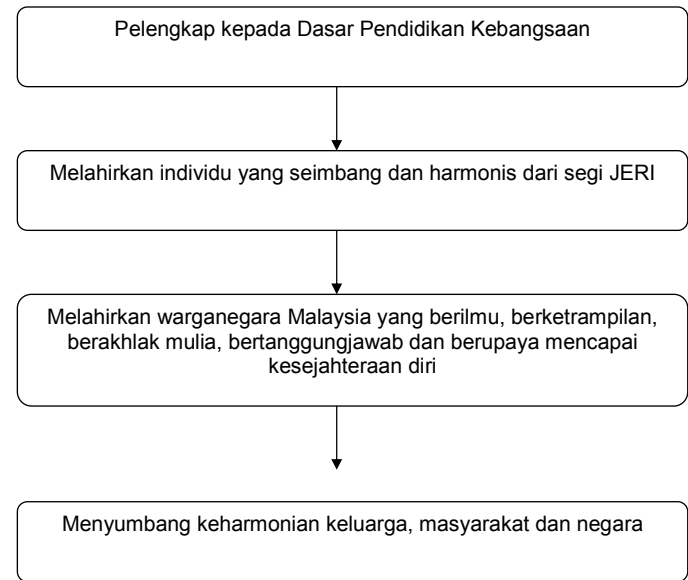 Pelengkap kepada Dasar Pendidikan Kebangsaan
Melahirkan individu yang seimbang dan harmonis dari segi JERI
Melahirkan warganegara Malaysia yang berilmu, berketrampilan,
berakhlak mulia, bertanggungjawab dan berupaya mencapai
kesejahteraan diri
Menyumbang keharmonian keluarga, masyarakat dan negara